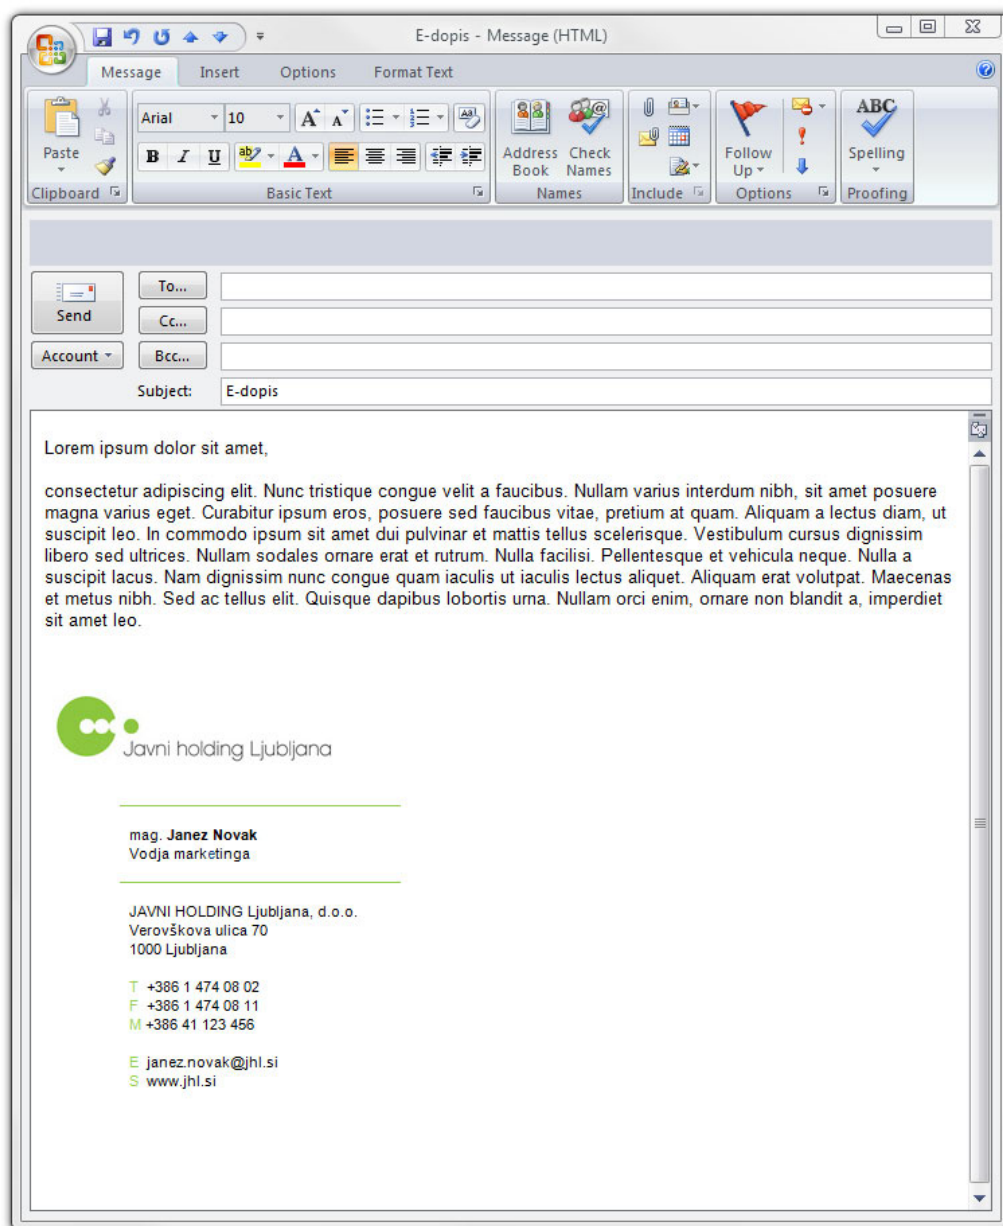 E-dopis - Message (HTML)
Message Insert Options Format Text
Arial 10
ABC
Paste
B I U ab A
Address Book
Check Names
Follow Up
Spelling
Clipboard Basic Text Names Include Options Proofing
To...
Send
Cc...
Account
Bcc...
Subject: E-dopis
Lorem ipsum dolor sit amet,
consectetur adipiscing elit. Nunc tristique congue velit a faucibus. Nullam varius interdum nibh, sit amet posuere
magna varius eget. Curabitur ipsum eros, posuere sed faucibus vitae, pretium at quam. Aliquam a lectus diam, ut
suscipit leo. In commodo ipsum sit amet dui pulvinar et mattis tellus scelerisque. Vestibulum cursus dignissim
libero sed ultrices. Nullam sodales ornare erat et rutrum. Nulla facilisi. Pellentesque et vehicula neque. Nulla a
suscipit lacus. Nam dignissim nunc congue quam iaculis ut iaculis lectus aliquet. Aliquam erat volutpat. Maecenas
et metus nibh. Sed ac tellus elit. Quisque dapibus lobortis urna. Nullam orci enim, ornare non blandit a, imperdiet
sit amet leo.
Javni holding Ljubljana
mag. Janez Novak
Vodja marketinga
JAVNI HOLDING Ljubljana, d.o.o.
Verovškova ulica 70
1000 Ljubljana
T +386 1 474 08 02
F +386 1 474 08 11
M +386 41 123 456
E janez.novak@jhl.si
S www.jhl.si